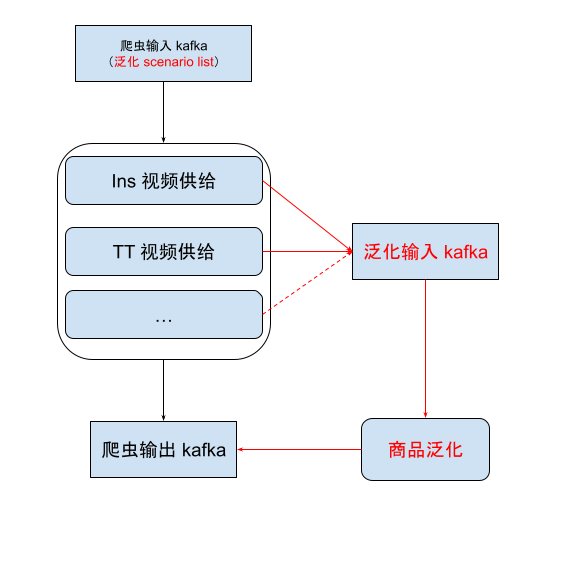 爬虫输入 kafka
（泛化 scenario list）
Ins 视频供给
TT 视频供给
泛化输入 kafka
…
爬虫输出 kafka
商品泛化